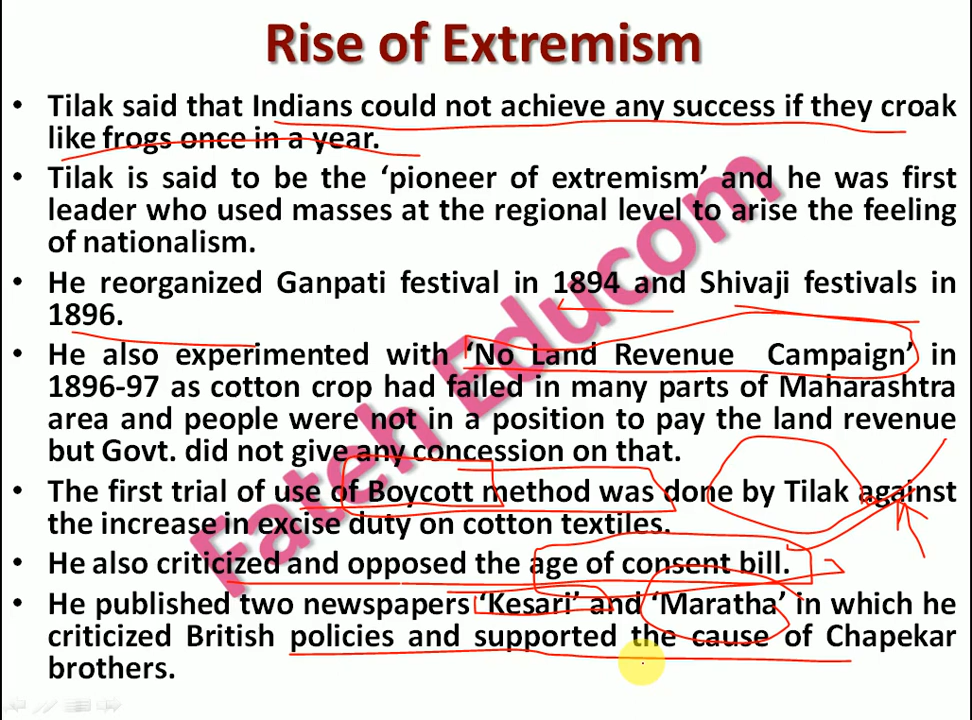 Rise of Extremism
• Tilak said that Indians could not achieve any success if they croak
like frogs once in a year.
• Tilak is said to be the ‘pioneer of extremism’ and he was first
leader who used masses at the regional level to arise the feeling
of nationalism.
• He reorganized Ganpati festival in 1894 and Shivaji festivals in
1896.
• He also experimented with ‘No Land Revenue Campaign’ in
1896-97 as cotton crop had failed in many parts of Maharashtra
area and people were not in a position to pay the land revenue
but Govt. did not give any concession on that.
• The first trial of use of Boycott method was done by Tilak against
the increase in excise duty on cotton textiles.
• He also criticized and opposed the age of consent bill.
• He published two newspapers ‘Kesari’ and ‘Maratha’ in which he
criticized British policies and supported the cause of Chapekar
brothers.
Fateh Educom